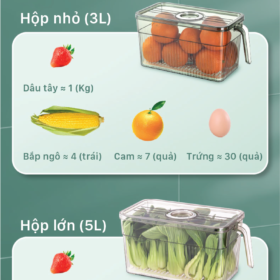 Hộp nhỏ (3L)
Dâu tây ≈ 1 (Kg)
Bắp ngô ≈ 4 (trái) Cam ≈ 7 (quả) Trứng ≈ 30 (quả)
Hộp lớn (5L)